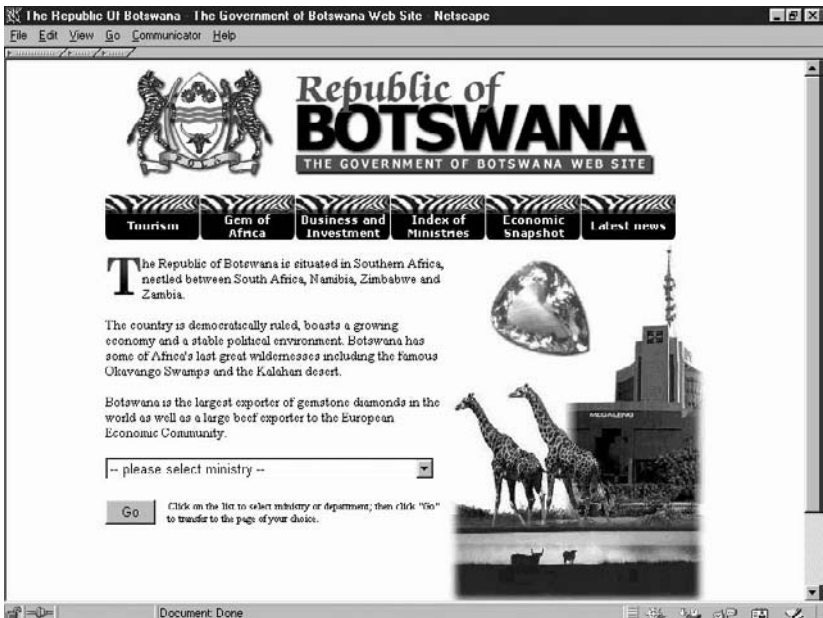 The Republic Of Botswana - The Government of Botswana Web Site - Netscape
File Edit View Go Communicator Help
Republic of
BOTSWANA
THE GOVERNMENT OF BOTSWANA WEB SITE
PULA
Tourism
Gem of
Africa
Business and
Investment
Index of
Ministries
Economic
Snapshot
Latest news
The Republic of Botswana is situated in Southern Africa,
nestled between South Africa, Namibia, Zimbabwe and
Zambia.
The country is democratically ruled, boasts a growing
economy and a stable political environment. Botswana has
some of Africa's last great wildernesses including the famous
Okavango Swamps and the Kalahari desert.
Botswana is the largest exporter of gemstone diamonds in the
world as well as a large beef exporter to the European
Economic Community.
-- please select ministry --
Go
Click on the list to select ministry or department; then click "Go"
to transfer to the page of your choice.
Document: Done